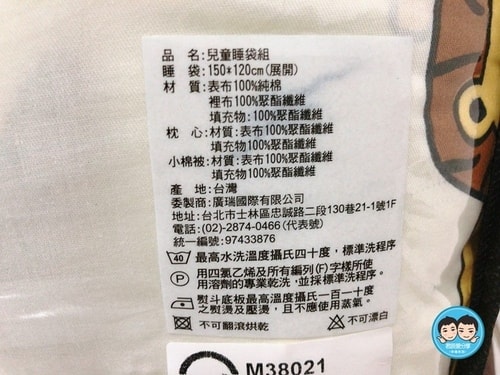 品 名:兒童睡袋組
睡 袋:150*120cm(展開)
材 質:表布100%純棉
裡布100%聚酯纖維
填充物:100%聚酯纖維
枕 心:材質:表布100%聚酯纖維
填充物100%聚酯纖維
小棉被:材質:表布100%聚酯纖維
填充物100%聚酯纖維
產 地:台灣
委製商:廣瑞國際有限公司
地址:台北市士林區忠誠路二段130巷21-1號1F
電話:(02)-2874-0466(代表號)
統一編號:97433876
40 最高水洗溫度攝氏四十度，標準洗程序
P 用四氯乙烯及所有編列(F)字樣所使
用溶劑的專業乾洗，並採標準洗程序。
熨斗底板最高溫度攝氏一百一十度
之熨燙及壓燙，且不應使用蒸氣。
不可翻滾烘乾 不可漂白
M38021